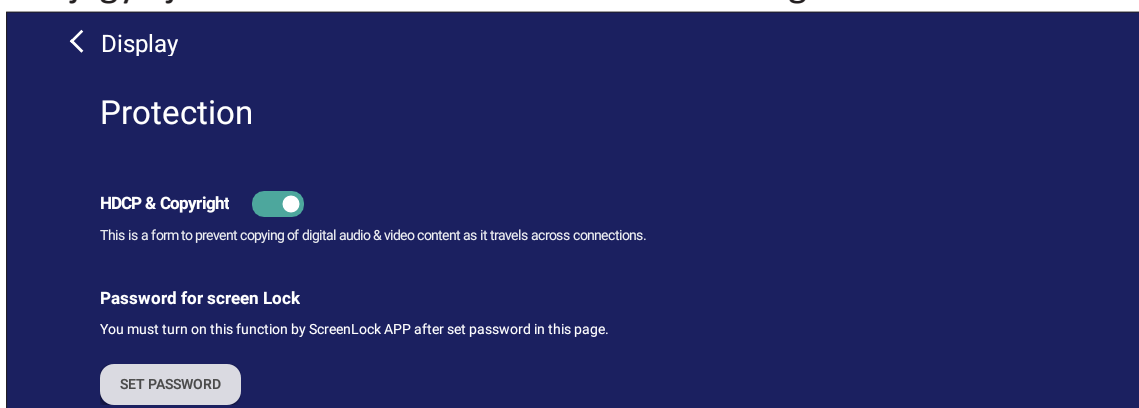 Display
Protection
HDCP & Copyright
This is a form to prevent copying of digital audio & video content as it travels across connections.
Password for screen Lock
You must turn on this function by ScreenLock APP after set password in this page.
SET PASSWORD